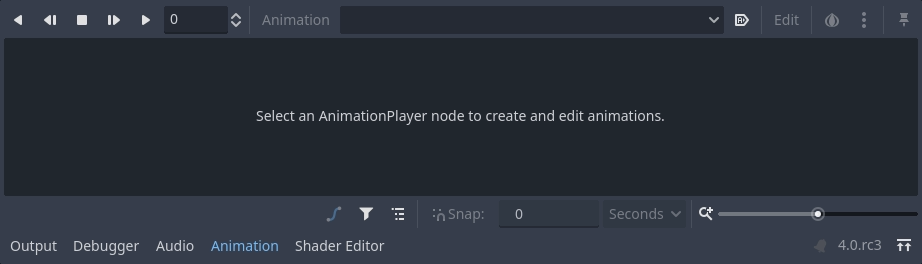 0 Animation Edit
Select an AnimationPlayer node to create and edit animations.
Snap: 0 Seconds
Output Debugger Audio Animation Shader Editor 4.0.rc3